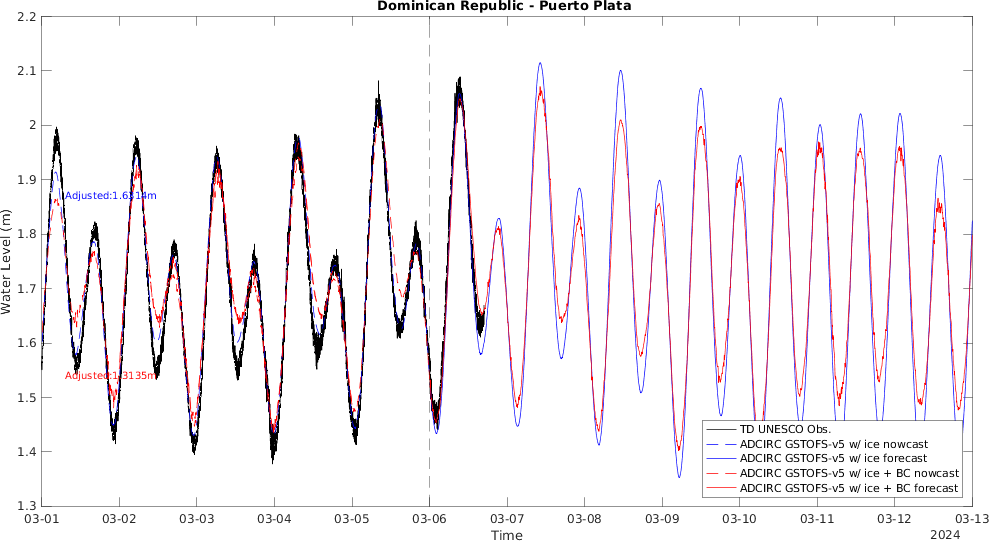 Dominican Republic - Puerto Plata
2.2
2.1
2
1.9
1.8
1.7
1.6
1.5
1.4
1.3
Water Level (m)
Adjusted:1.6314m
Adjusted:1.3135m
TD UNESCO Obs.
ADCIRC GSTOFS-v5 w/ ice nowcast
ADCIRC GSTOFS-v5 w/ ice forecast
ADCIRC GSTOFS-v5 w/ ice + BC nowcast
ADCIRC GSTOFS-v5 w/ ice + BC forecast
03-01 03-02 03-03 03-04 03-05 03-06 03-07 03-08 03-09 03-10 03-11 03-12 03-13
Time
2024